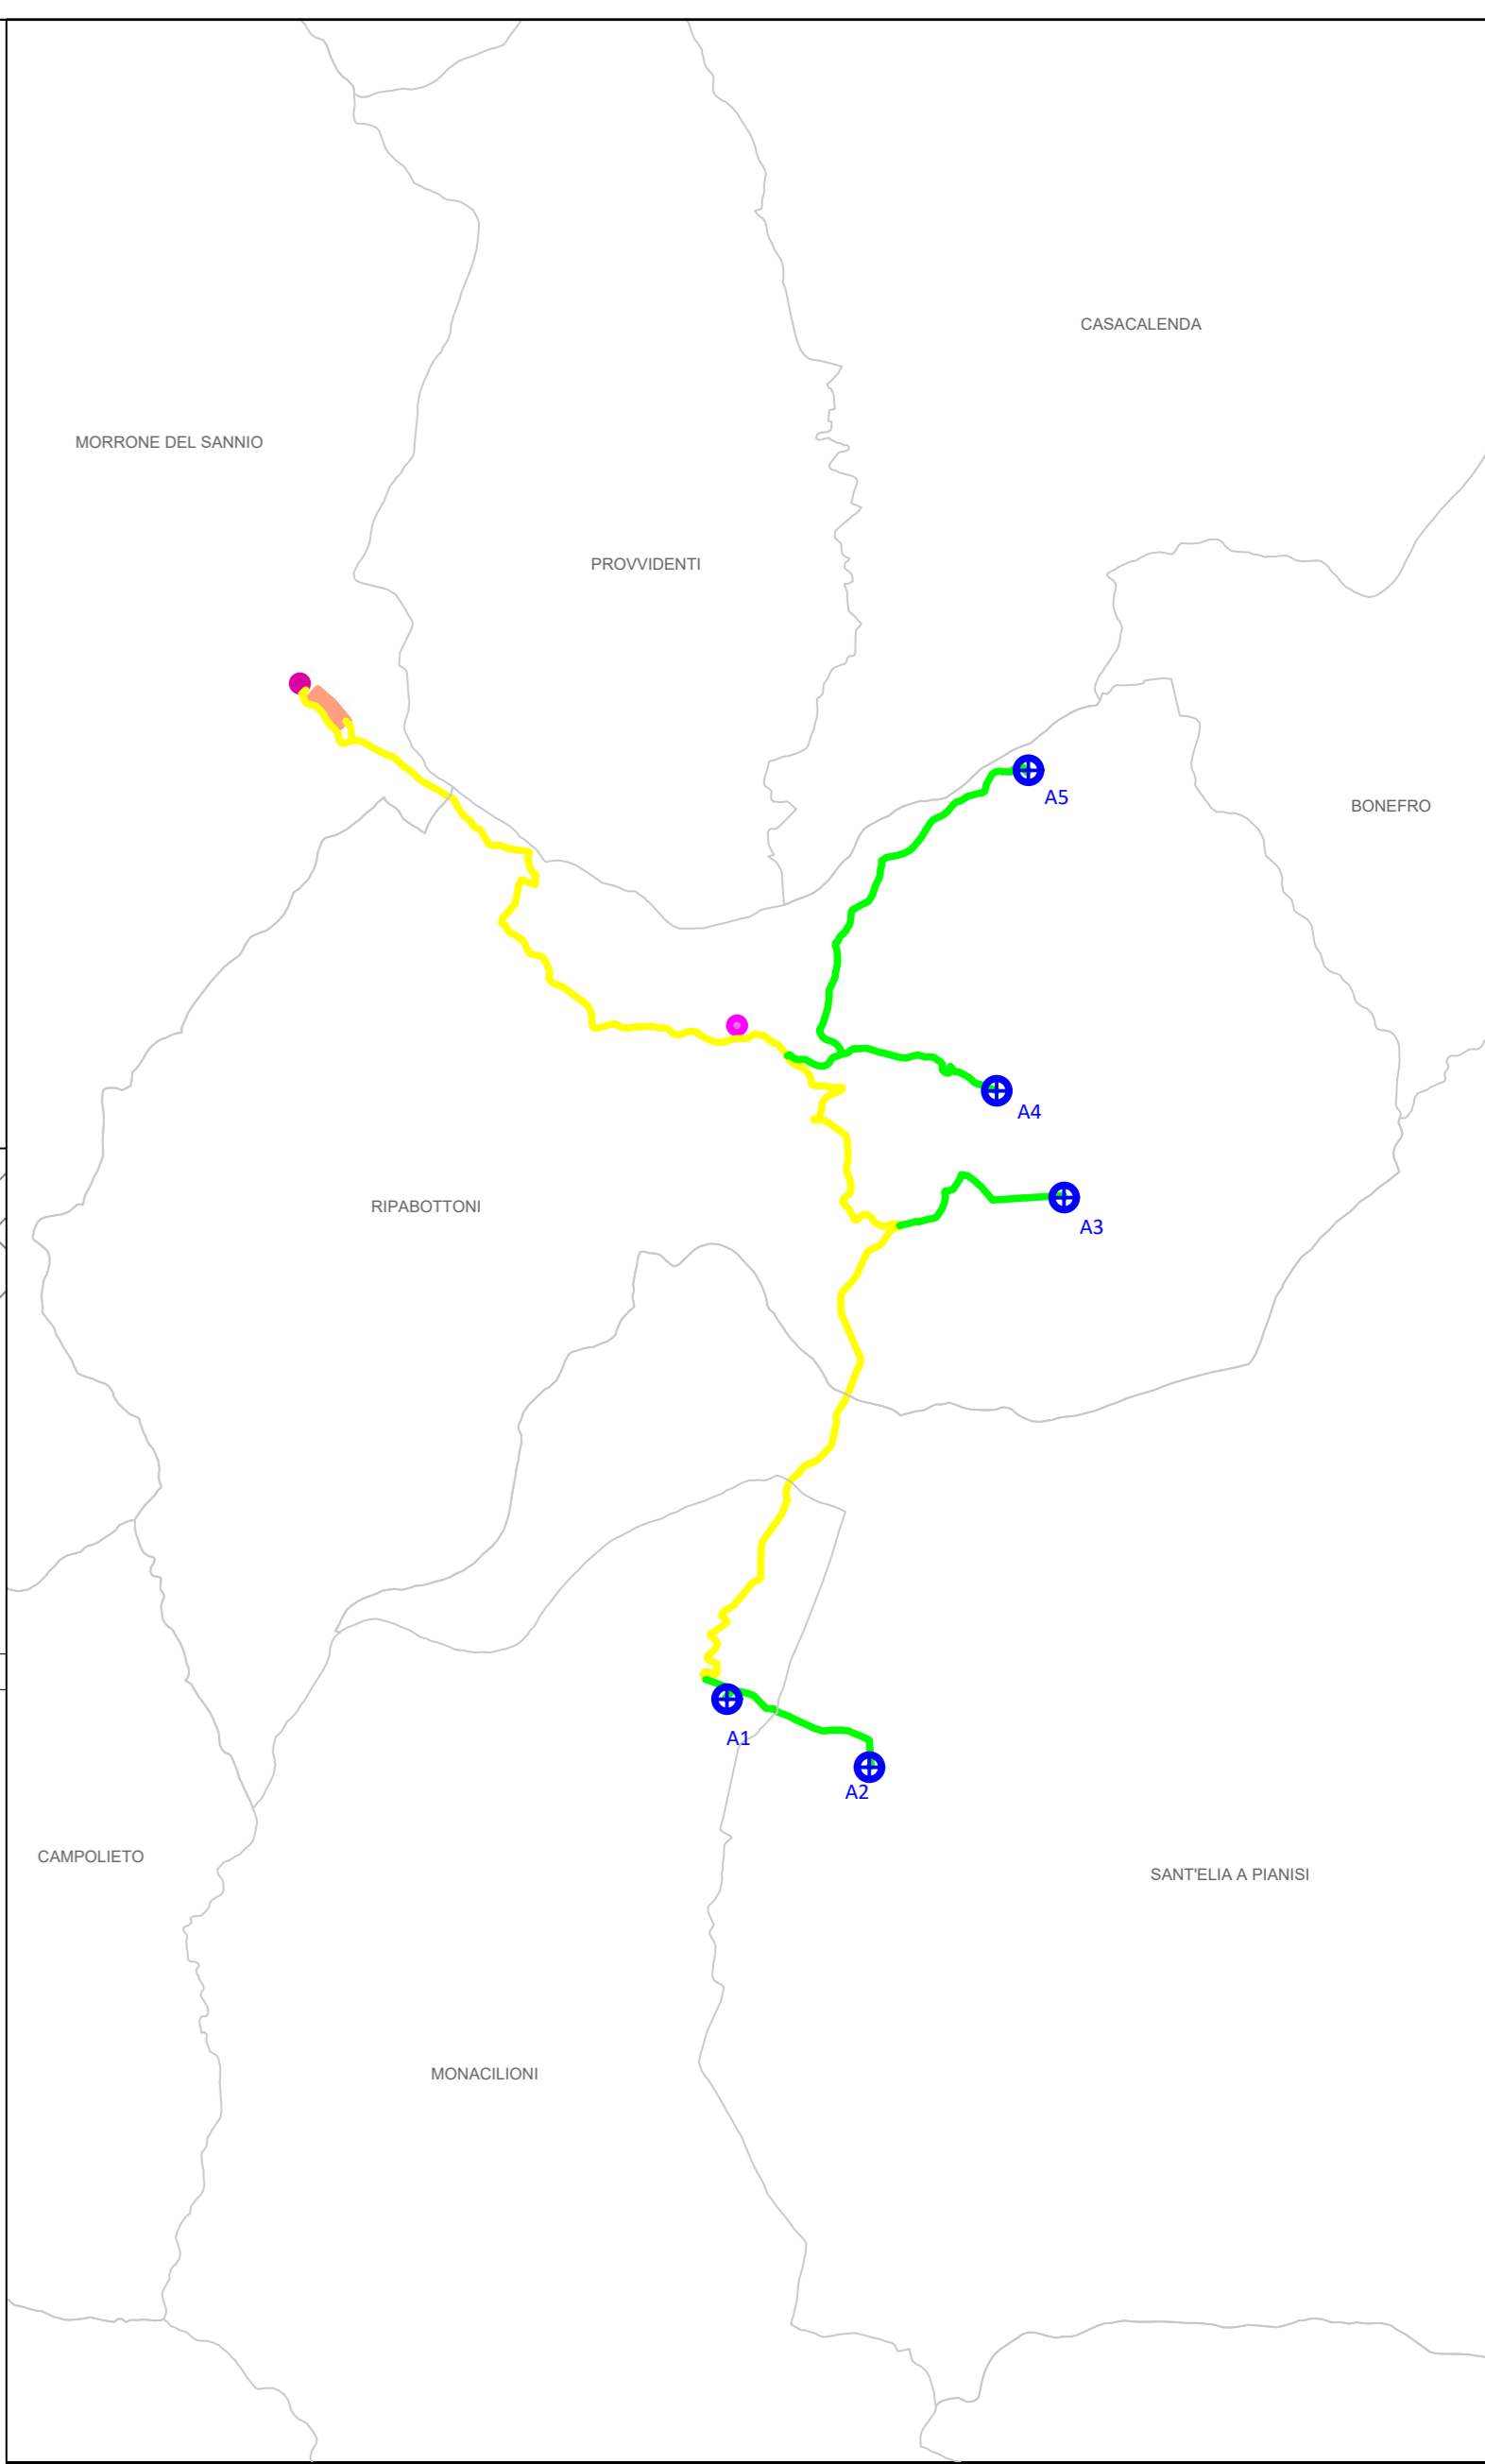 CASACALENDA
MORRONE DEL SANNIO
PROVVIDENTI
A5
BONEFRO
A4
RIPABOTTONI
A3
A1
A2
CAMPOLIETO
SANT'ELIA A PIANISI
MONACILIONI